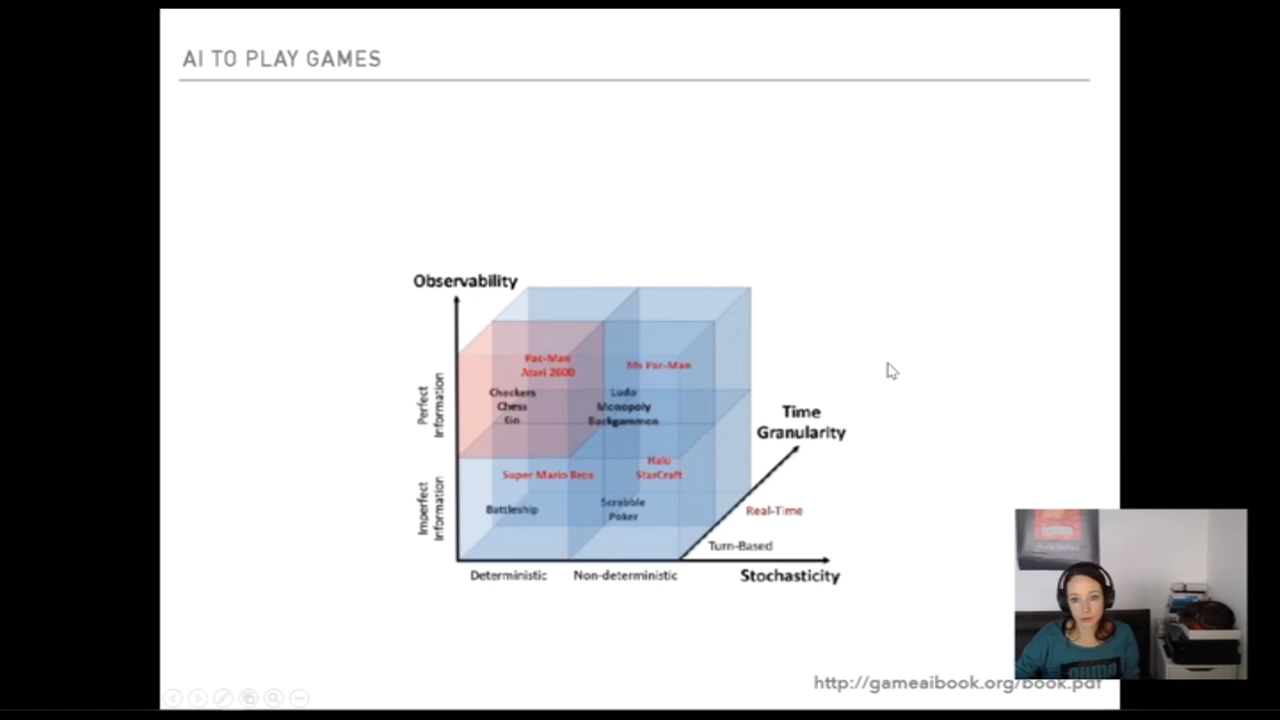 AI TO PLAY GAMES
Observability
Pac-Man
Atari 2600
Ms Pac-Man
Checkers
Chess
Go
Ludo
Monopoly
Backgammon
Perfect
Information
Time
Granularity
Super Mario Bros
Halo
StarCraft
Battleship
Scrabble
Poker
Imperfect
Information
Real-Time
Turn-Based
Deterministic
Non-deterministic
Stochasticity
http://gameaibook.org/book.pdf